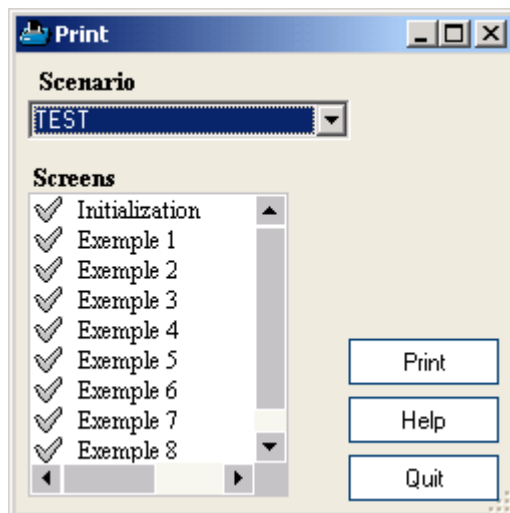 Print
Scenario
TEST
Screens
Initialization
Exemple 1
Exemple 2
Exemple 3
Exemple 4
Exemple 5
Exemple 6
Exemple 7
Exemple 8
Print
Help
Quit